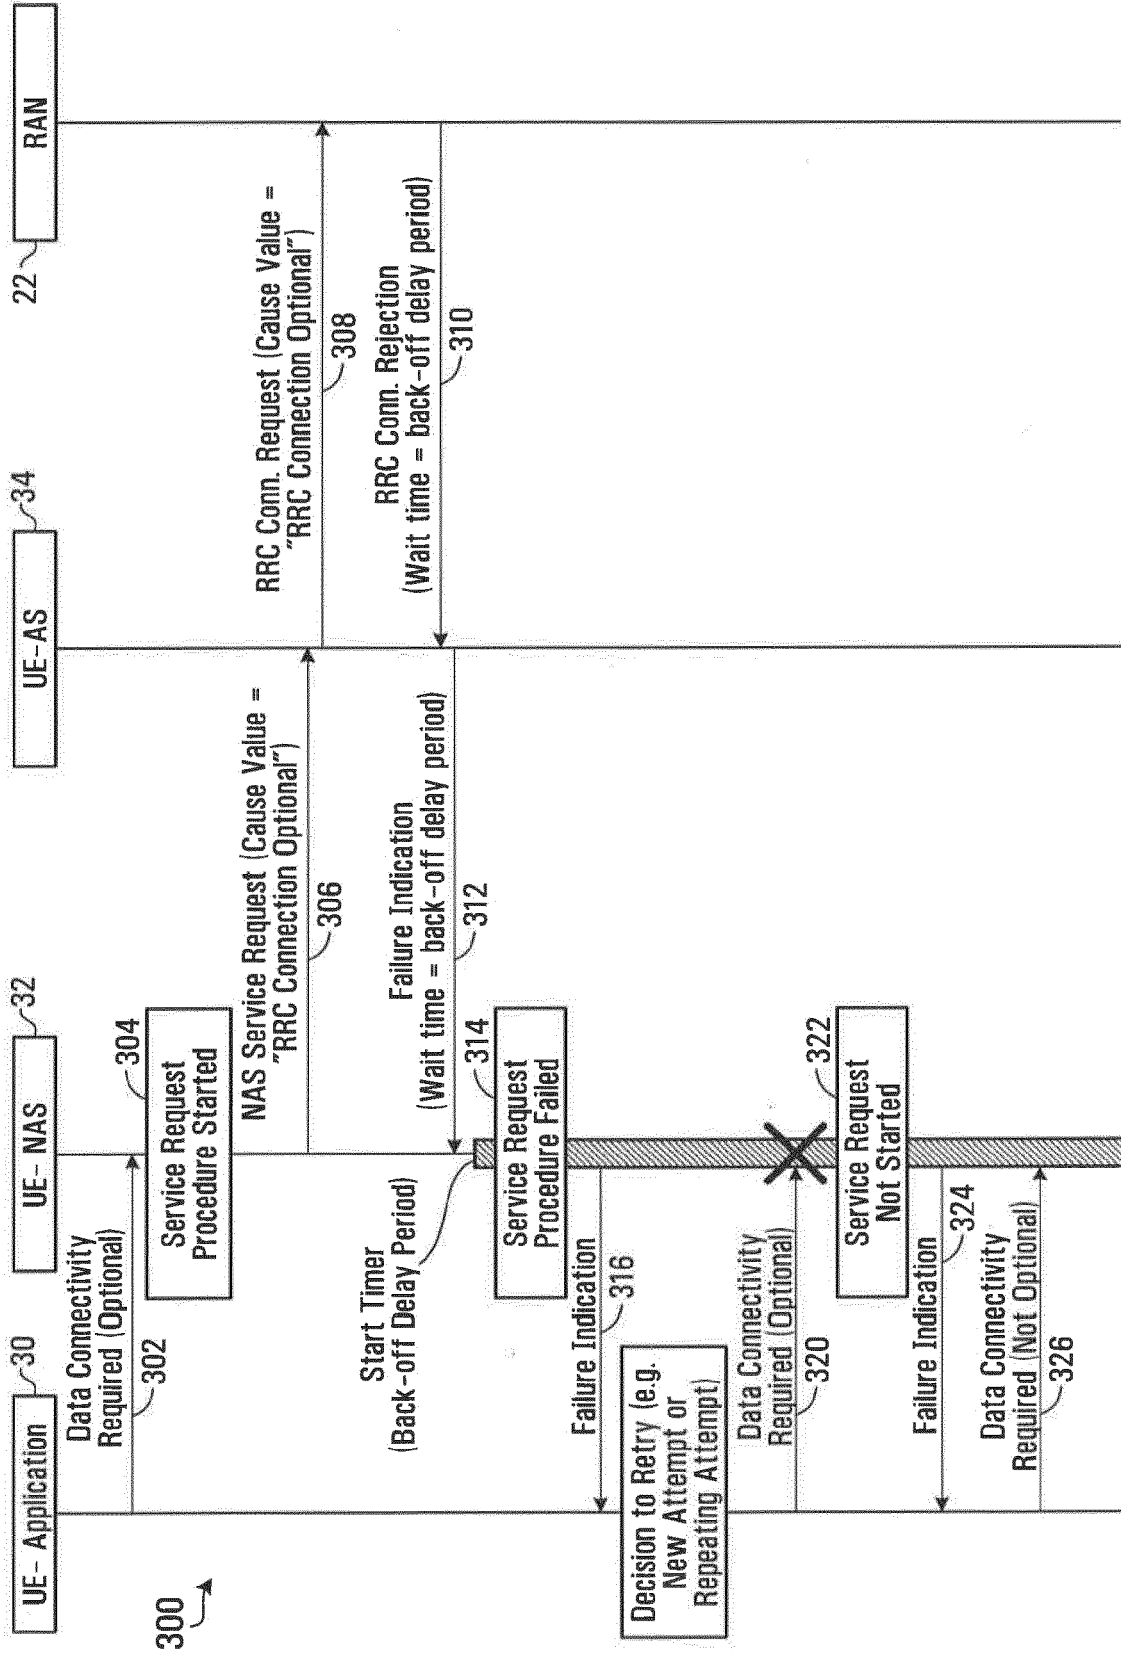 UE- Application
30
UE- NAS
32
UE-AS
34
22
RAN
300
Data Connectivity
Required (Optional)
302
304
Service Request
Procedure Started
NAS Service Request (Cause Value =
"RRC Connection Optional")
306
RRC Conn. Request (Cause Value =
"RRC Connection Optional")
308
RRC Conn. Rejection
(Wait time = back-off delay period)
310
Failure Indication
(Wait time = back-off delay period)
312
Start Timer
(Back-off Delay Period)
314
Service Request
Procedure Failed
Failure Indication
316
Decision to Retry (e.g.
New Attempt or
Repeating Attempt)
Data Connectivity
Required (Optional)
320
322
Service Request
Not Started
Failure Indication
324
Data Connectivity
Required (Not Optional)
326